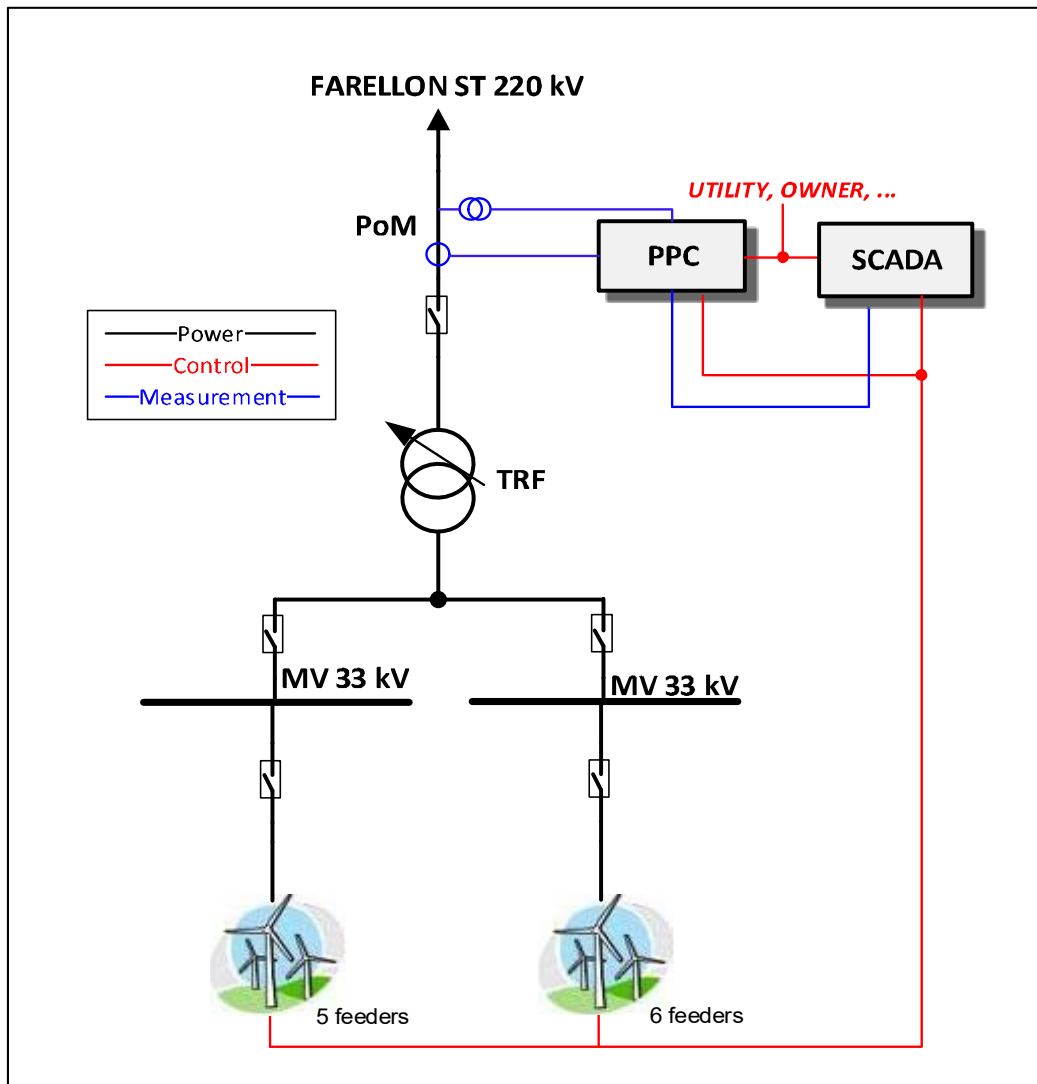 FARELLON ST 220 kV
UTILITY, OWNER, ...
PoM
PPC
SCADA
Power
Control
Measurement
TRF
MV 33 kV
MV 33 kV
5 feeders
6 feeders